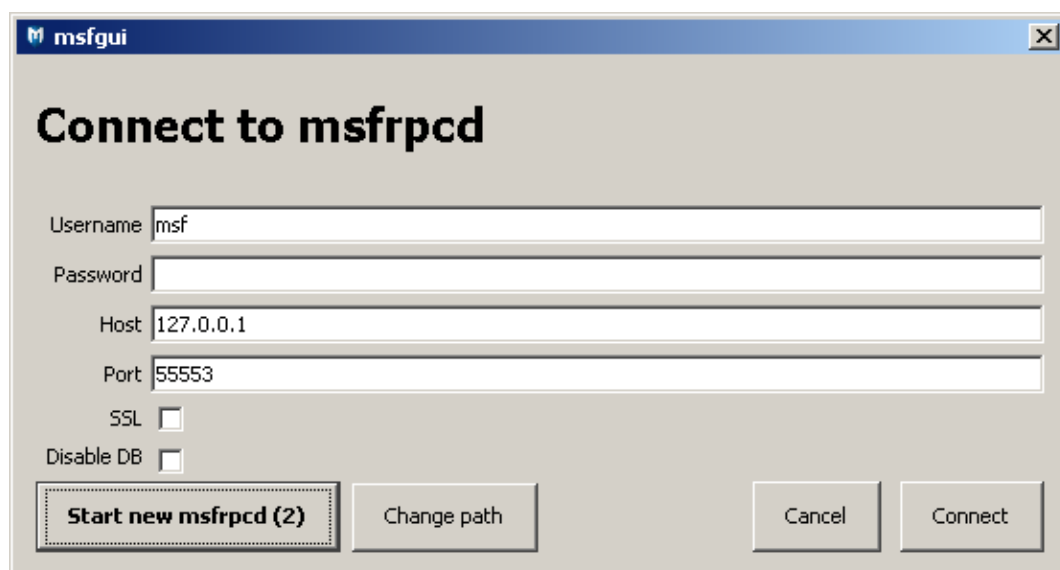 msfgui
Connect to msfrpcd
Username msf
Password
Host 127.0.0.1
Port 55553
SSL
Disable DB
Start new msfrpcd (2) Change path Cancel Connect